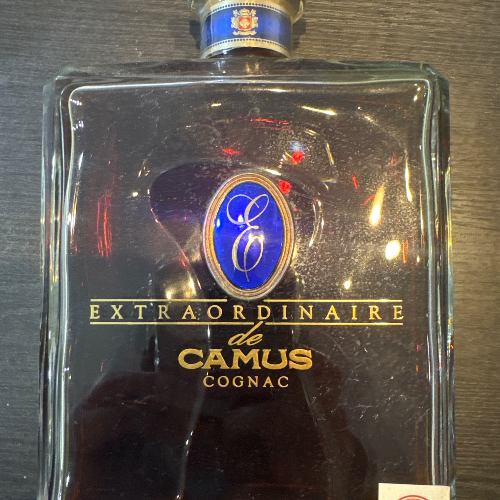 E
EXTRAORDINAIRE
de
CAMUS
COGNAC